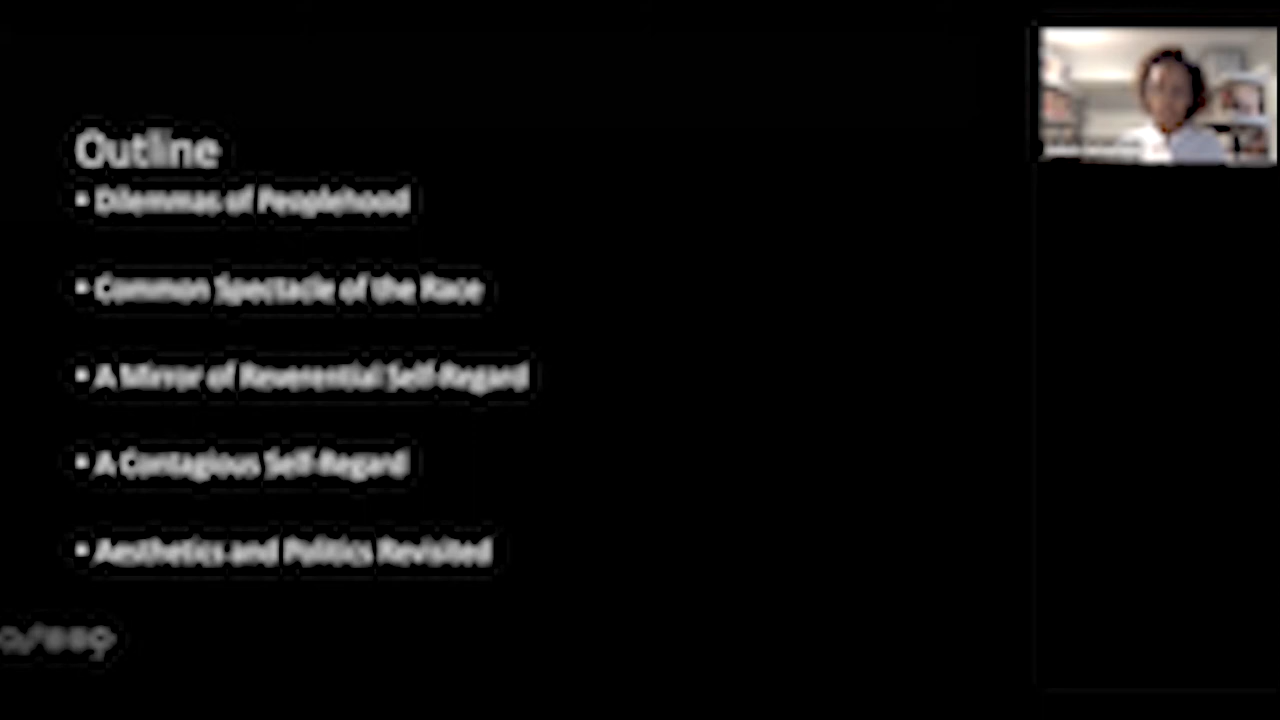 Outline
• Dilemmas of Peoplehood
• Common Spectacle of the Race
• A Mirror of Reverential Self-Regard
• A Contagious Self-Regard
• Aesthetics and Politics Revisited